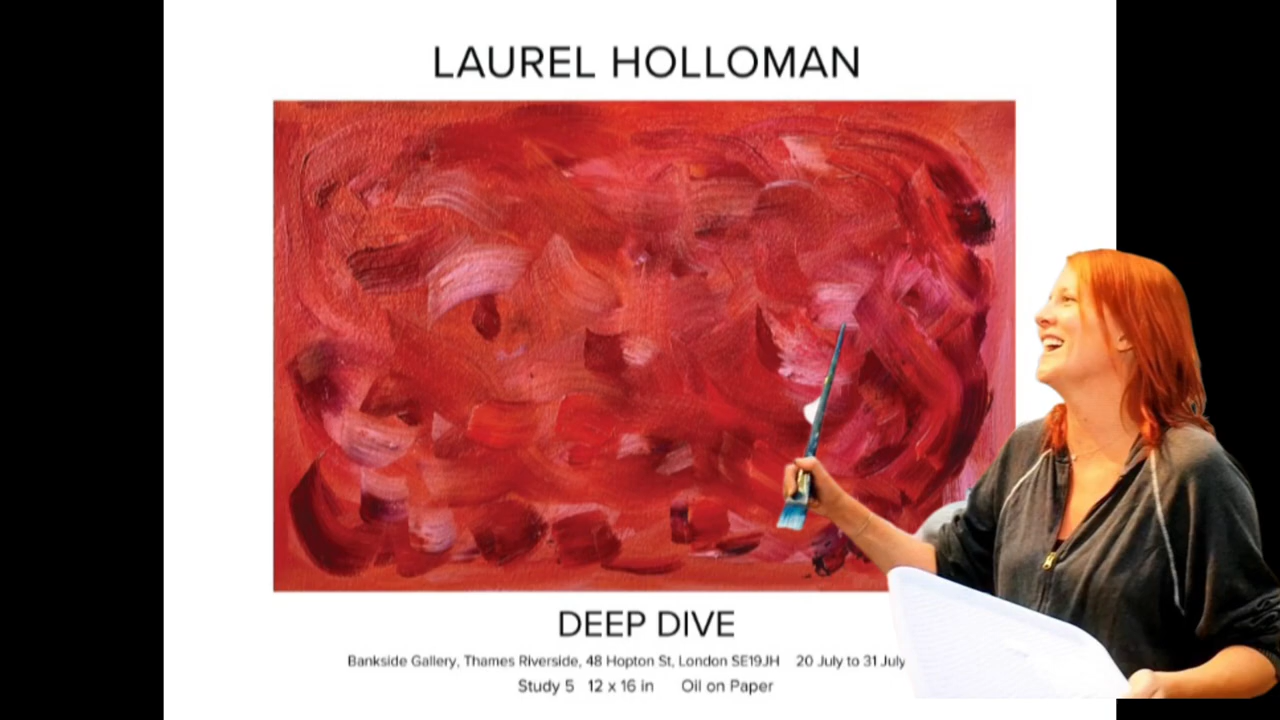 LAUREL HOLLOMAN
DEEP DIVE
Bankside Gallery, Thames Riverside, 48 Hopton St, London SE19JH 20 July to 31 July
Study 5 12 x 16 in Oil on Paper